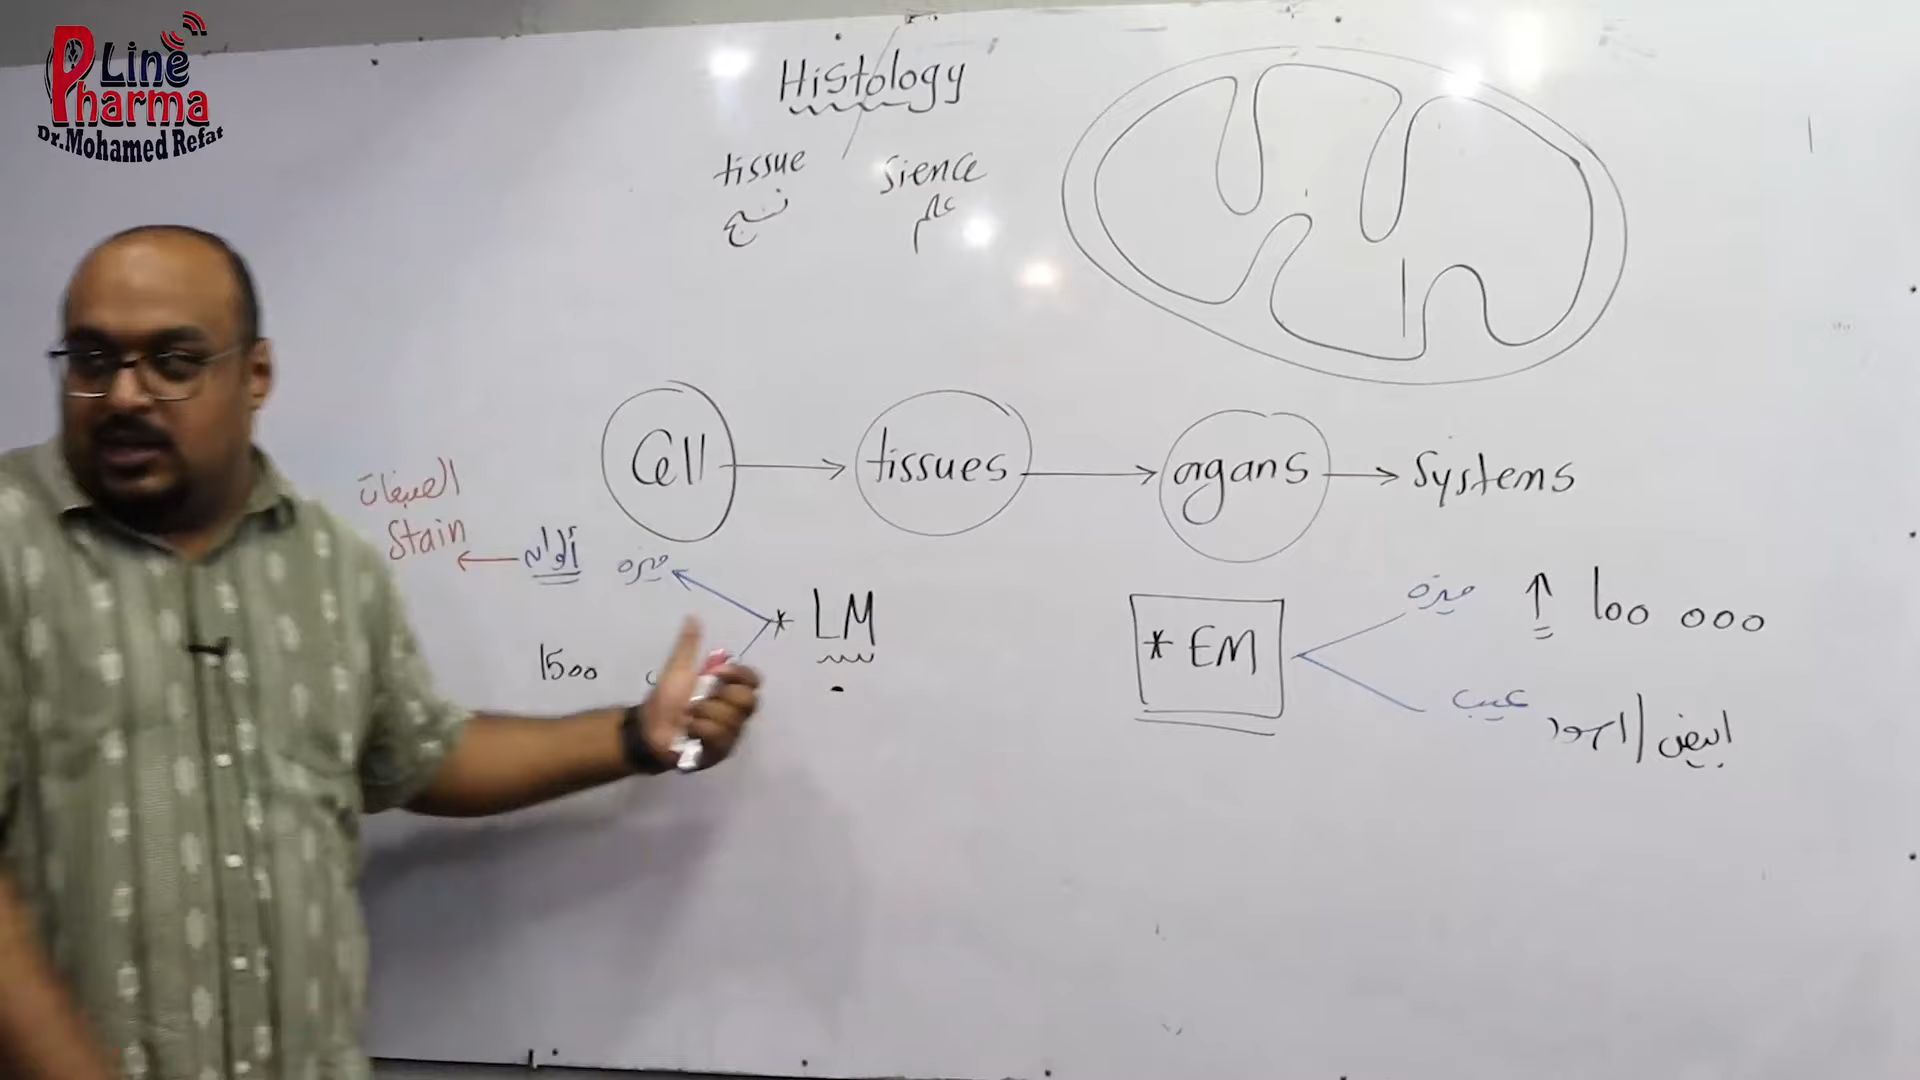 Line
Pharma
Dr.Mohamed Refat
Histology
tissue Sience
نسيج علم
Cell → tissues → organs → Systems
الصبغات
Stain ← ألوان ميزة
* LM
1500
* EM
ميزة ↑ 100 000
عيب ابيض/اسود